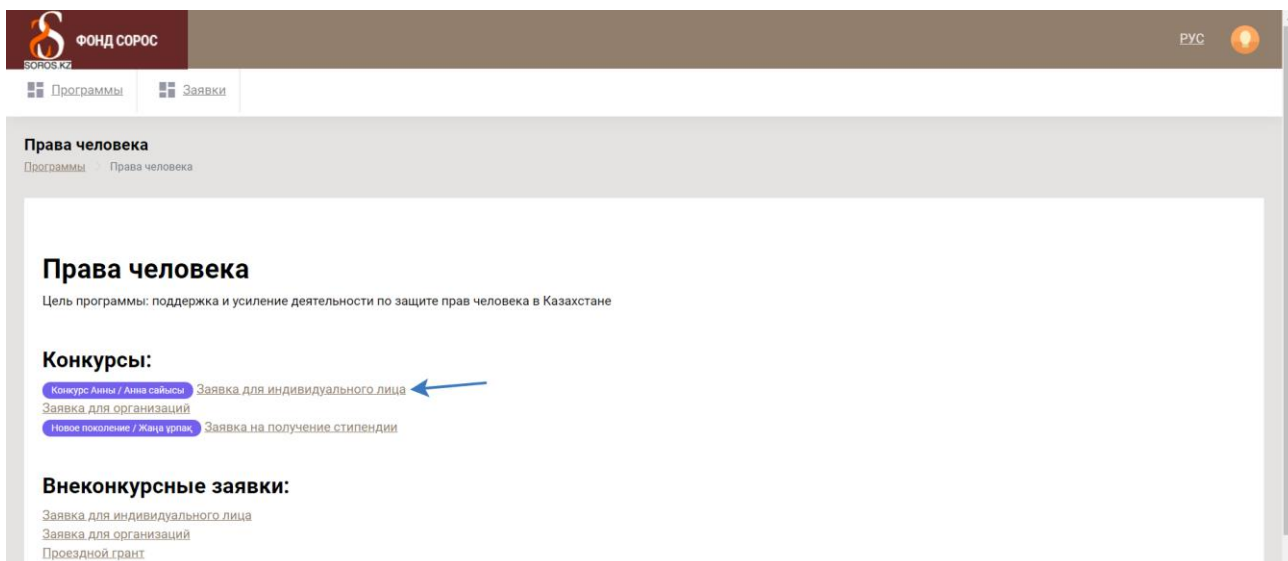 ФОНД СОРОС
SOROS.KZ
РУС
Программы Заявки
Права человека
Программы Права человека
Права человека
Цель программы: поддержка и усиление деятельности по защите прав человека в Казахстане
Конкурсы:
Конкурс Анны / Анна сайысы Заявка для индивидуального лица
Заявка для организаций
Новое поколение / Жаңа ұрпақ Заявка на получение стипендии
Внеконкурсные заявки:
Заявка для индивидуального лица
Заявка для организаций
Проездной грант